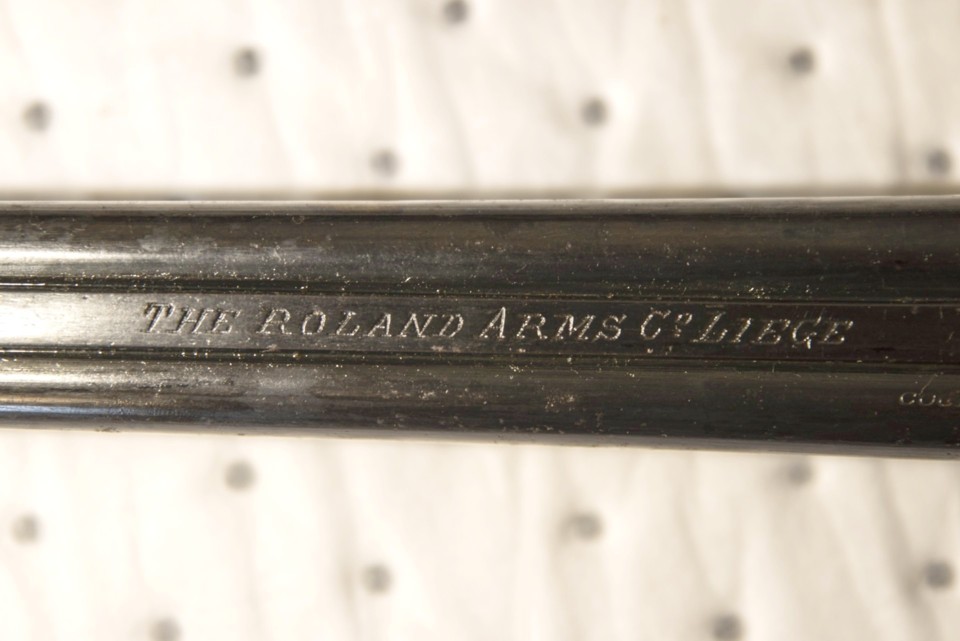 THE ROLAND ARMS Cº LIEGE